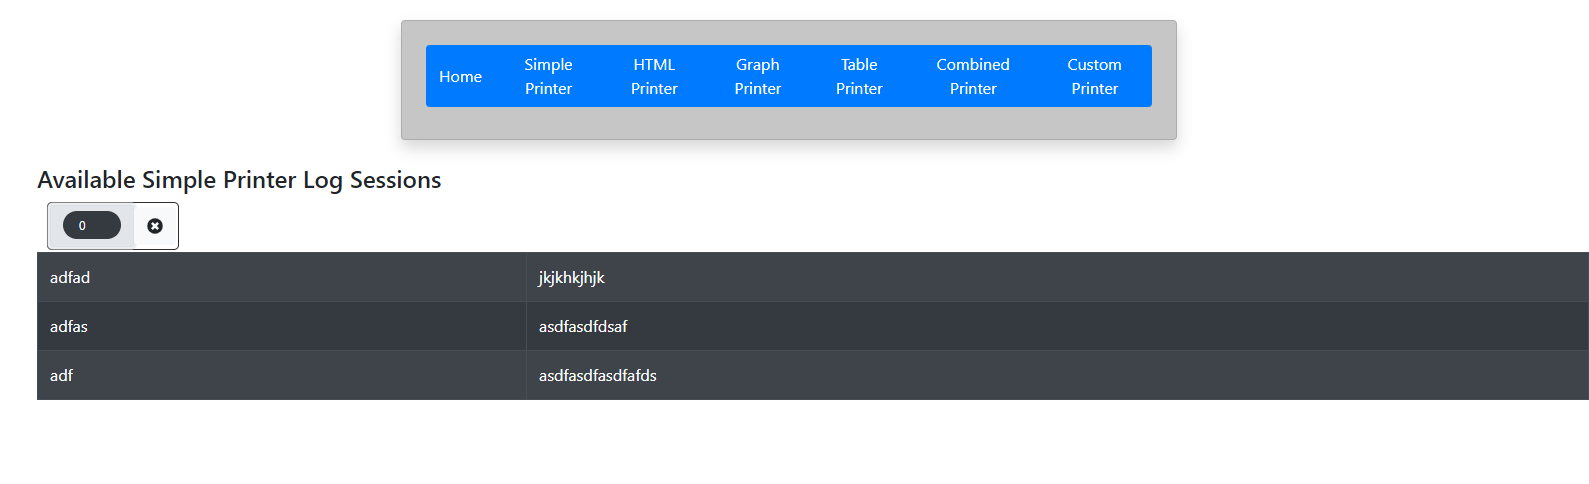 Home
Simple Printer
HTML Printer
Graph Printer
Table Printer
Combined Printer
Custom Printer
Available Simple Printer Log Sessions
0
adfad jkjkhkjhjk
adfas asdfasdfdsaf
adf asdfasdfasdfafds